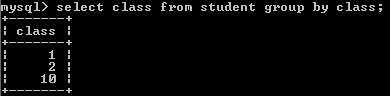 mysql> select class from student group by class;
+-------+
| class |
+-------+
|     1 |
|     2 |
|    10 |
+-------+